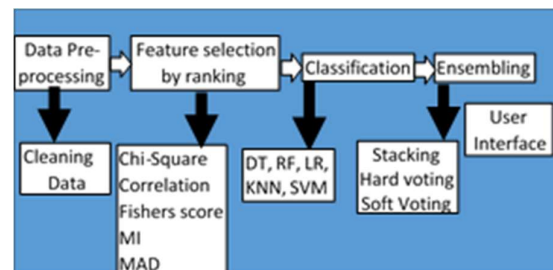 Data Pre-
processing
Feature selection
by ranking
Classification
Ensembling
Cleaning
Data
Chi-Square
Correlation
Fishers score
MI
MAD
DT, RF, LR,
KNN, SVM
Stacking
Hard voting
Soft Voting
User
Interface